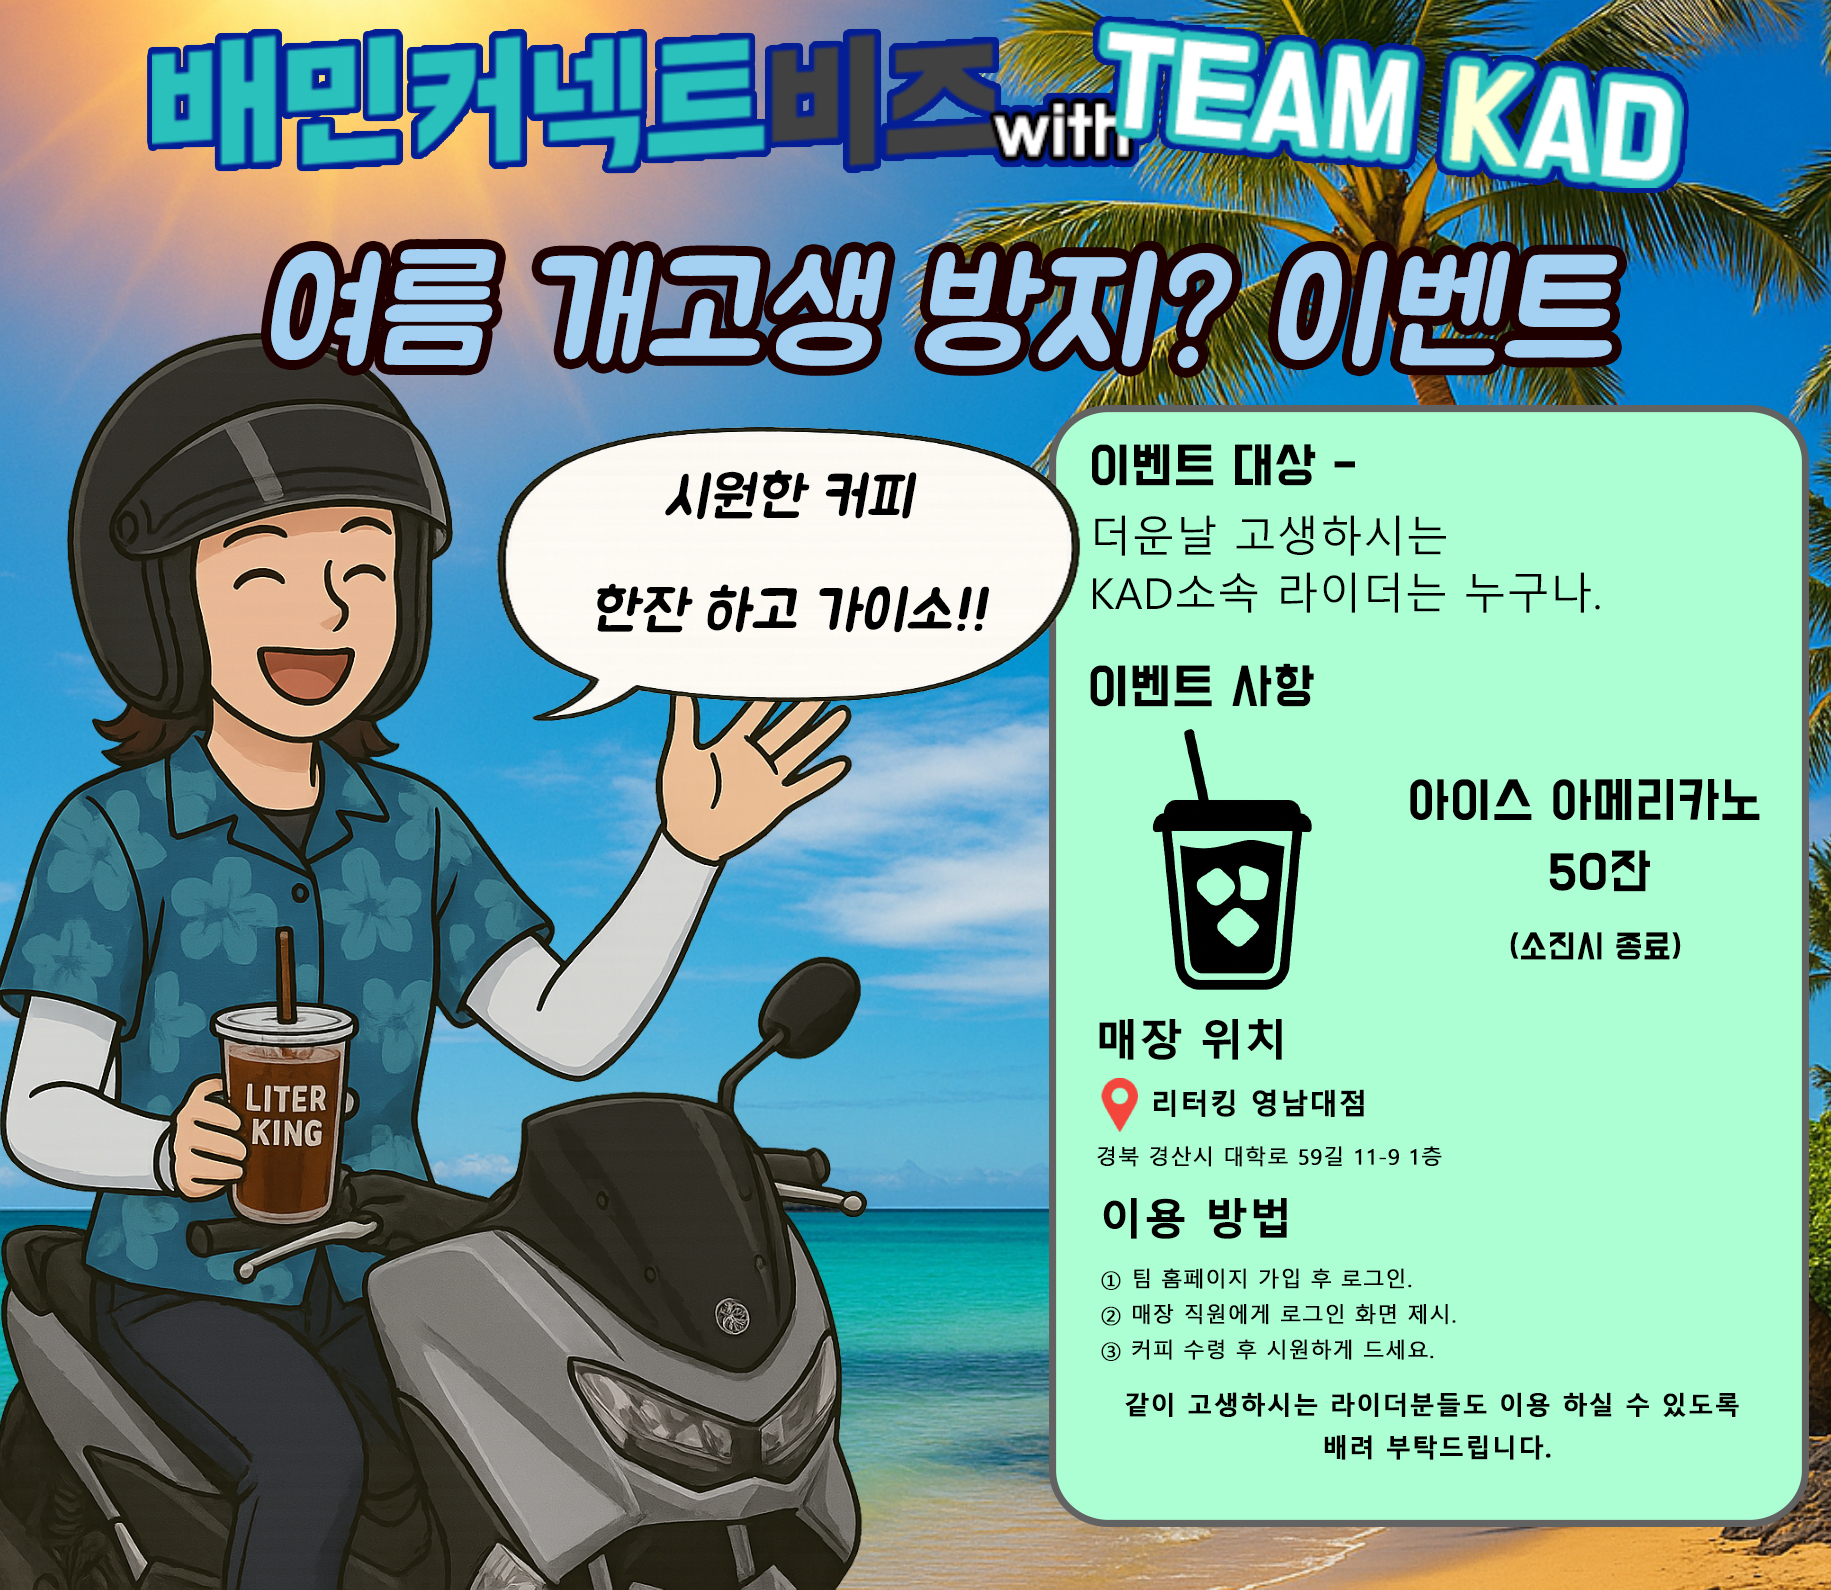 배민커넥트비즈 with TEAM KAD
여름 개고생 방지? 이벤트
시원한 커피
한잔 하고 가이소!!
LITER
KING
이벤트 대상 -
더운날 고생하시는
KAD소속 라이더는 누구나.
이벤트 사항
아이스 아메리카노
50잔
(소진시 종료)
매장 위치
리터킹 영남대점
경북 경산시 대학로 59길 11-9 1층
이용 방법
① 팀 홈페이지 가입 후 로그인.
② 매장 직원에게 로그인 화면 제시.
③ 커피 수령 후 시원하게 드세요.
같이 고생하시는 라이더분들도 이용 하실 수 있도록
배려 부탁드립니다.